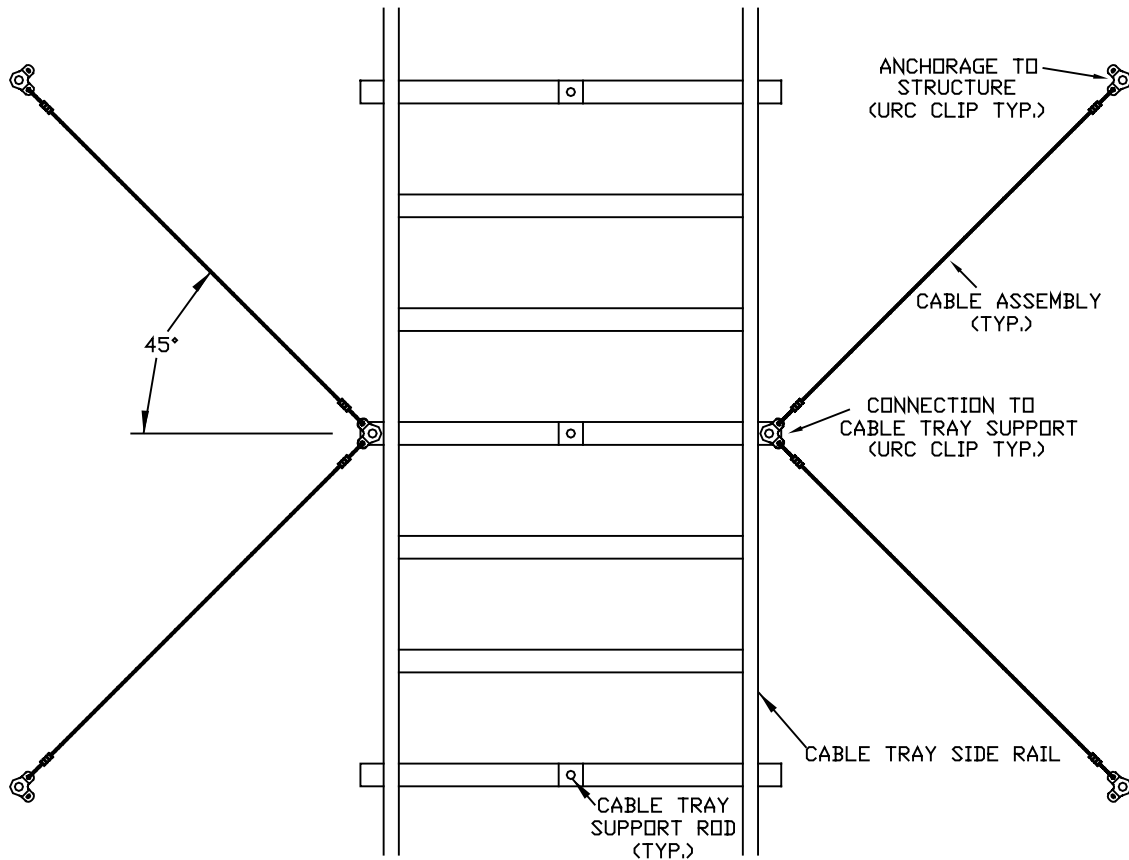 ANCHORAGE TO
STRUCTURE
(URC CLIP TYP.)
CABLE ASSEMBLY
(TYP.)
45°
CONNECTION TO
CABLE TRAY SUPPORT
(URC CLIP TYP.)
CABLE TRAY SIDE RAIL
CABLE TRAY
SUPPORT ROD
(TYP.)